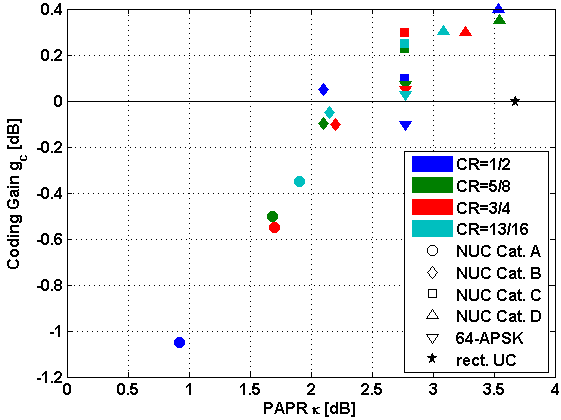 0.4
0.2
0
-0.2
-0.4
-0.6
-0.8
-1
-1.2
Coding Gain gc [dB]
CR=1/2
CR=5/8
CR=3/4
CR=13/16
NUC Cat. A
NUC Cat. B
NUC Cat. C
NUC Cat. D
64-APSK
rect. UC
0 0.5 1 1.5 2 2.5 3 3.5 4
PAPR κ [dB]